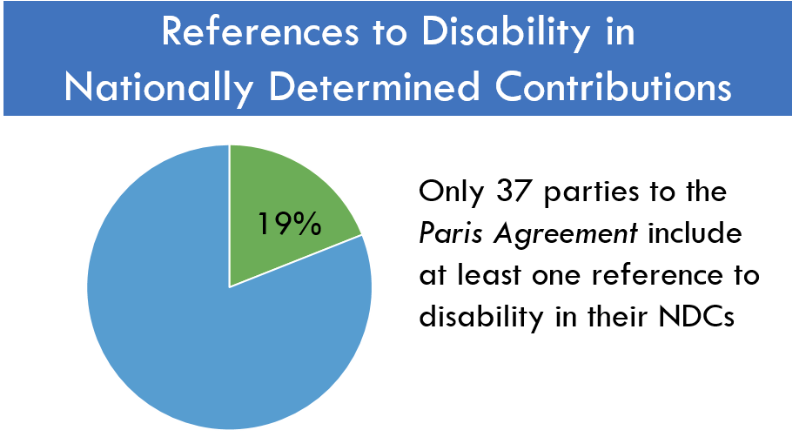 References to Disability in
Nationally Determined Contributions
19%
Only 37 parties to the
Paris Agreement include
at least one reference to
disability in their NDCs